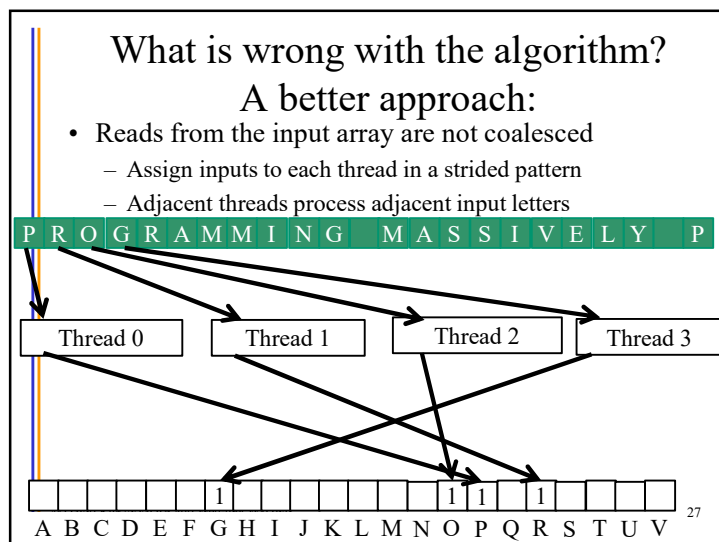 What is wrong with the algorithm?
A better approach:
• Reads from the input array are not coalesced
– Assign inputs to each thread in a strided pattern
– Adjacent threads process adjacent input letters
P R O G R A M M I N G M A S S I V E L Y P
Thread 0 Thread 1 Thread 2 Thread 3
1 1 1 1
27
A B C D E F G H I J K L M N O P Q R S T U V